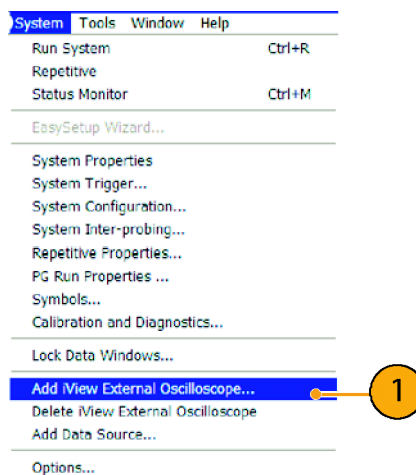 System Tools Window Help
Run System Ctrl+R
Repetitive
Status Monitor Ctrl+M
EasySetup Wizard...
System Properties
System Trigger...
System Configuration...
System Inter-probing...
Repetitive Properties...
PG Run Properties ...
Symbols...
Calibration and Diagnostics...
Lock Data Windows...
Add iView External Oscilloscope...
1
Delete iView External Oscilloscope
Add Data Source...
Options...